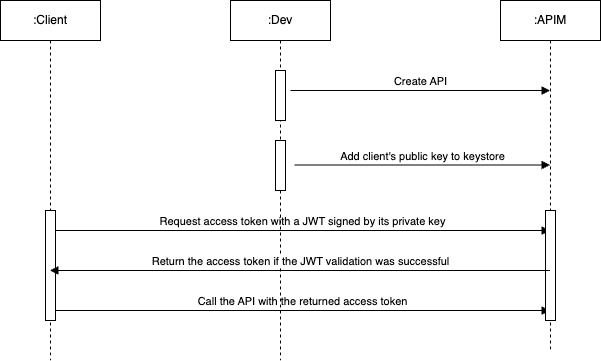 :Client
:Dev
:APIM
Create API
Add client's public key to keystore
Request access token with a JWT signed by its private key
Return the access token if the JWT validation was successful
Call the API with the returned access token